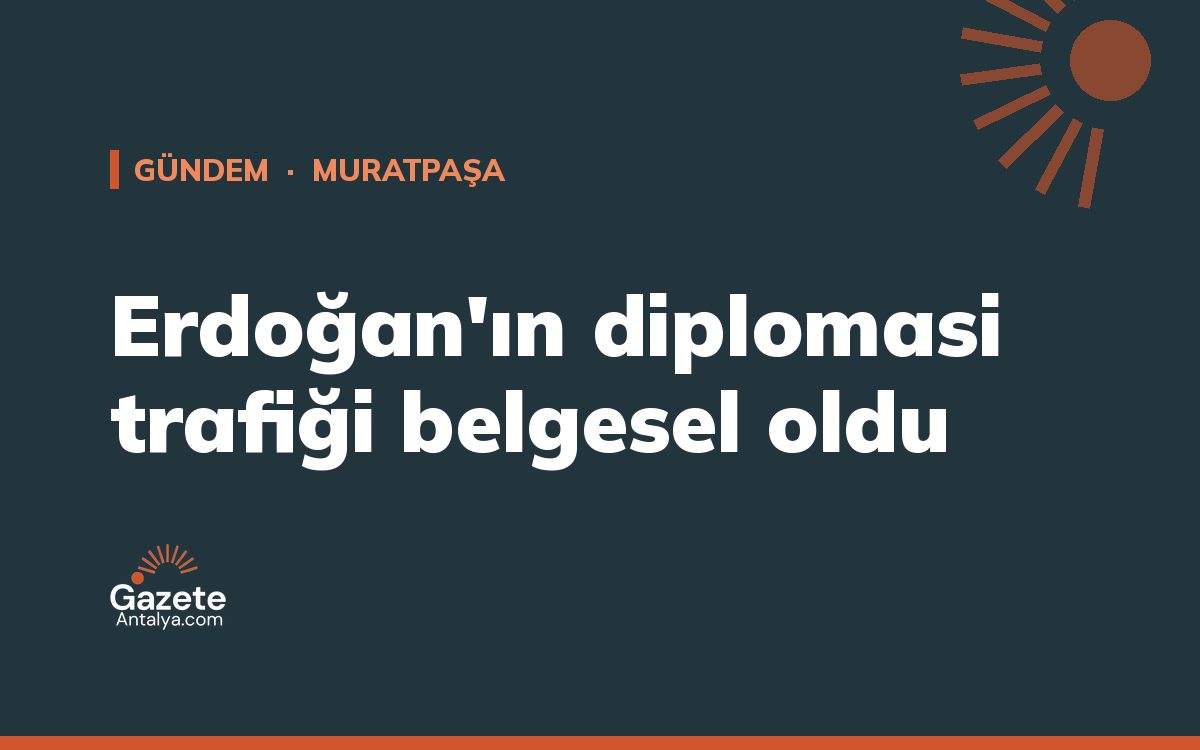 GÜNDEM · MURATPAŞA
Erdoğan'ın diplomasi
trafiği belgesel oldu
Gazete
Antalya.com